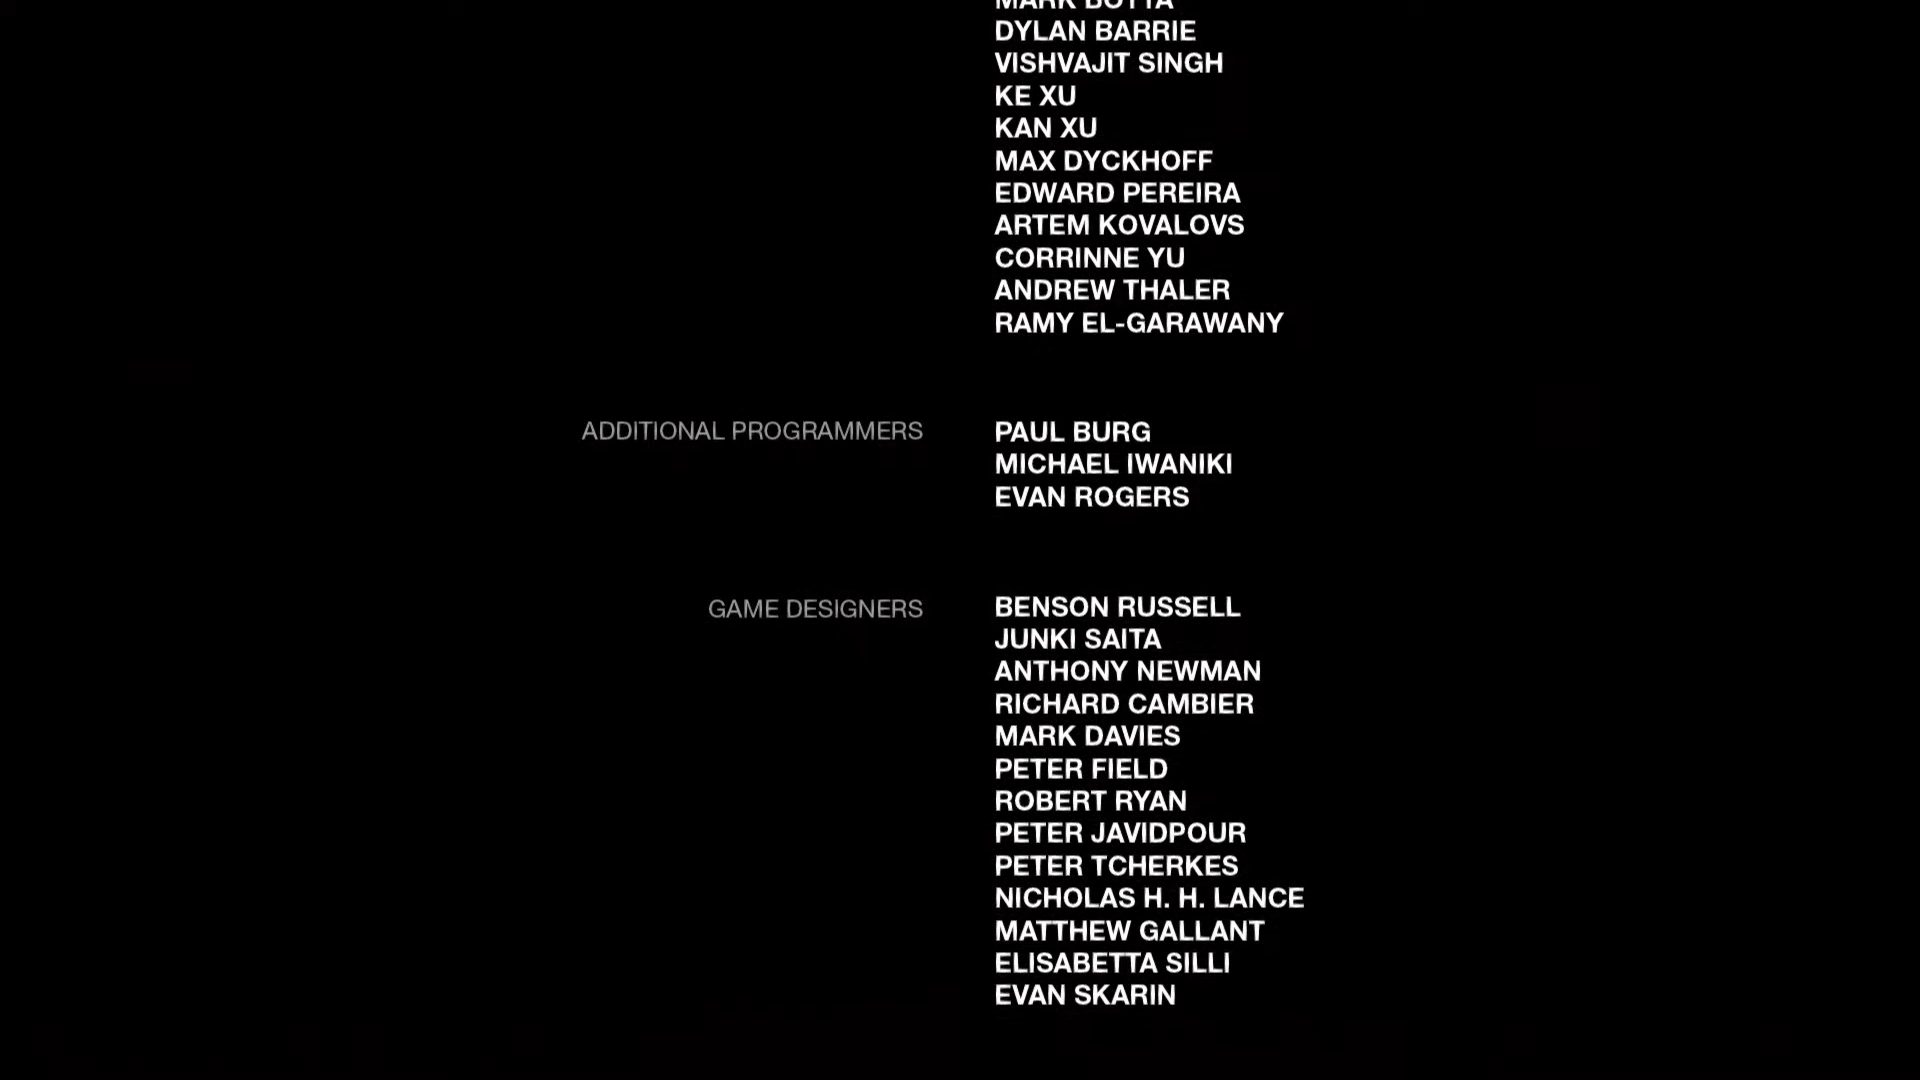 MARK BOTTA
DYLAN BARRIE
VISHVAJIT SINGH
KE XU
KAN XU
MAX DYCKHOFF
EDWARD PEREIRA
ARTEM KOVALOVS
CORRINNE YU
ANDREW THALER
RAMY EL-GARAWANY
ADDITIONAL PROGRAMMERS PAUL BURG
MICHAEL IWANIKI
EVAN ROGERS
GAME DESIGNERS BENSON RUSSELL
JUNKI SAITA
ANTHONY NEWMAN
RICHARD CAMBIER
MARK DAVIES
PETER FIELD
ROBERT RYAN
PETER JAVIDPOUR
PETER TCHERKES
NICHOLAS H. H. LANCE
MATTHEW GALLANT
ELISABETTA SILLI
EVAN SKARIN